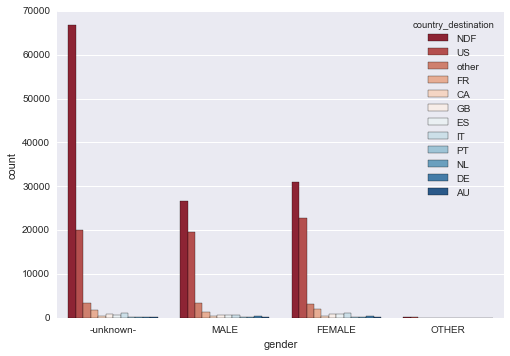 70000
60000
50000
40000
30000
20000
10000
0
count
-unknown-
MALE
FEMALE
OTHER
gender
country_destination
NDF
US
other
FR
CA
GB
ES
IT
PT
NL
DE
AU